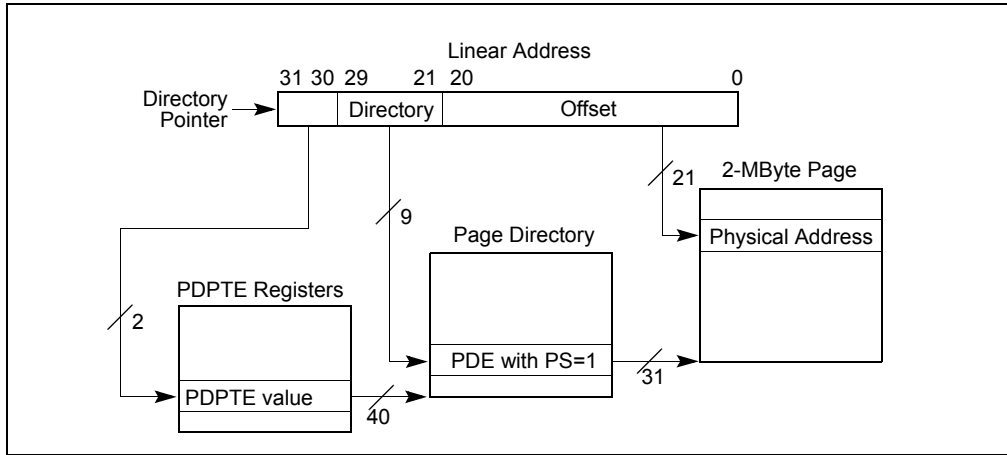 Linear Address
31 30 29 21 20 0
Directory Pointer
Directory
Offset
2
9
21
2-MByte Page
Physical Address
Page Directory
PDE with PS=1
31
PDPTE Registers
PDPTE value
40